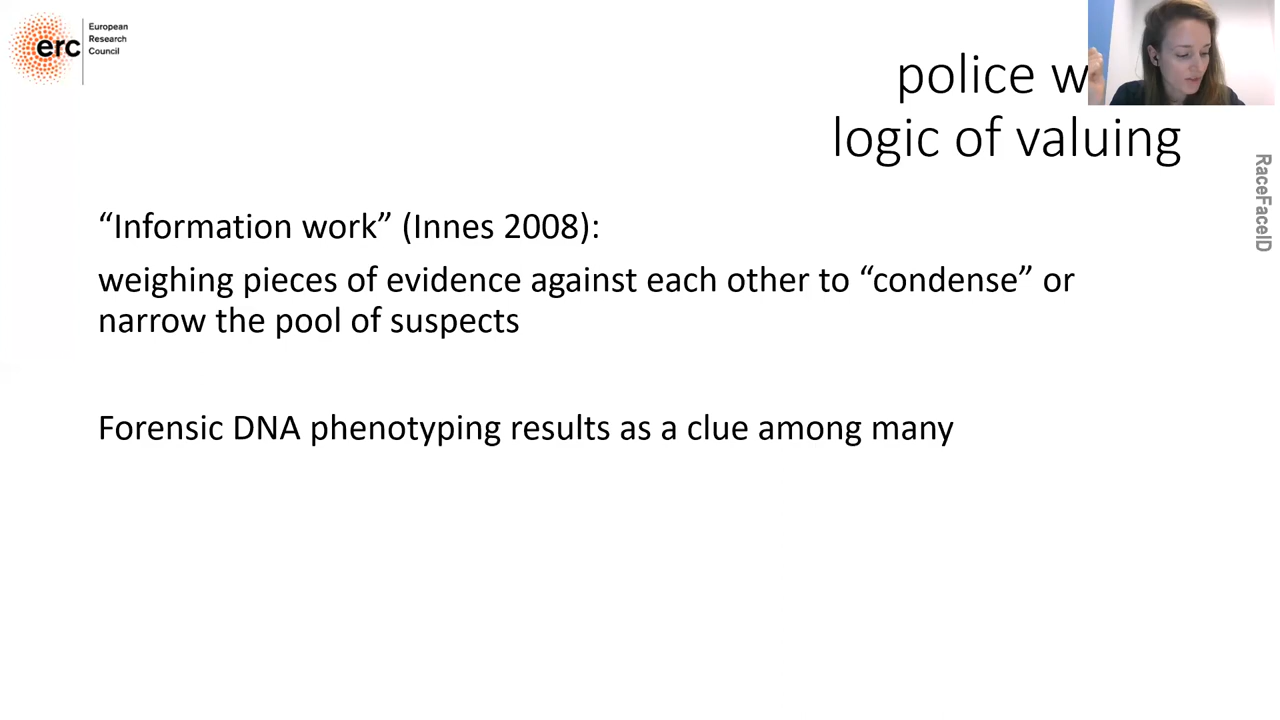 erc
European
Research
Council
police
logic of valuing
RaceFaceID
“Information work” (Innes 2008):
weighing pieces of evidence against each other to “condense” or
narrow the pool of suspects
Forensic DNA phenotyping results as a clue among many